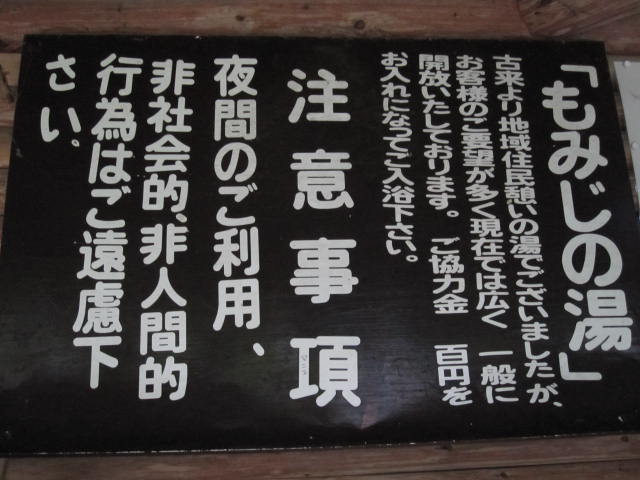 「もみじの湯」
古来より地域住民憩いの湯でございましたが、
お客様のご要望が多く現在では広く 一般に
開放いたしております。ご協力金 百円を
お入れになってご入浴下さい。
注意事項
夜間のご利用、
非社会的、非人間的
行為はご遠慮下
さい。